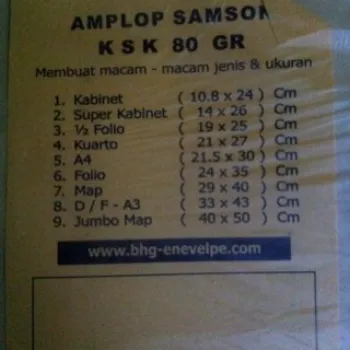 AMPLOP SAMSON
K S K 80 GR
Membuat macam - macam jenis & ukuran
1. Kabinet ( 10.8 x 24 ) Cm
2. Super Kabinet ( 14 x 26 ) Cm
3. ½ Folio ( 19 x 25 ) Cm
4. Kuarto ( 21 x 27 ) Cm
5. A4 ( 21.5 x 30 ) Cm
6. Folio ( 24 x 35 ) Cm
7. Map ( 29 x 40 ) Cm
8. D / F - A3 ( 33 x 43 ) Cm
9. Jumbo Map ( 40 x 50 ) Cm
www.bhg-enevelpe.com